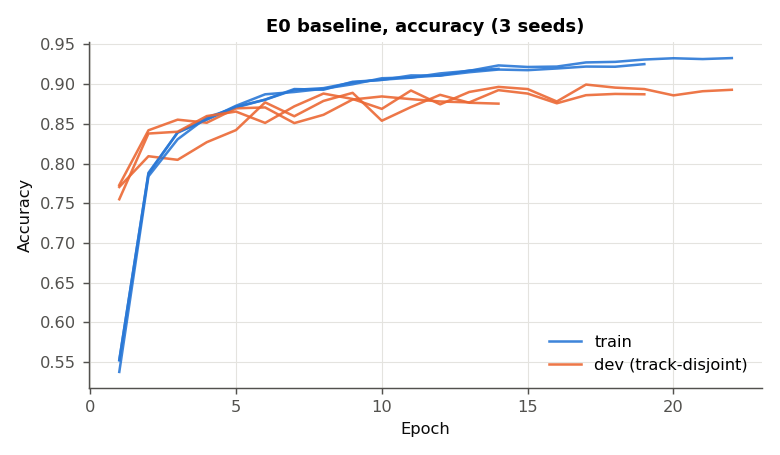 E0 baseline, accuracy (3 seeds)
0.95
0.90
0.85
0.80
0.75
0.70
0.65
0.60
0.55
Accuracy
train
dev (track-disjoint)
0
5
10
15
20
Epoch